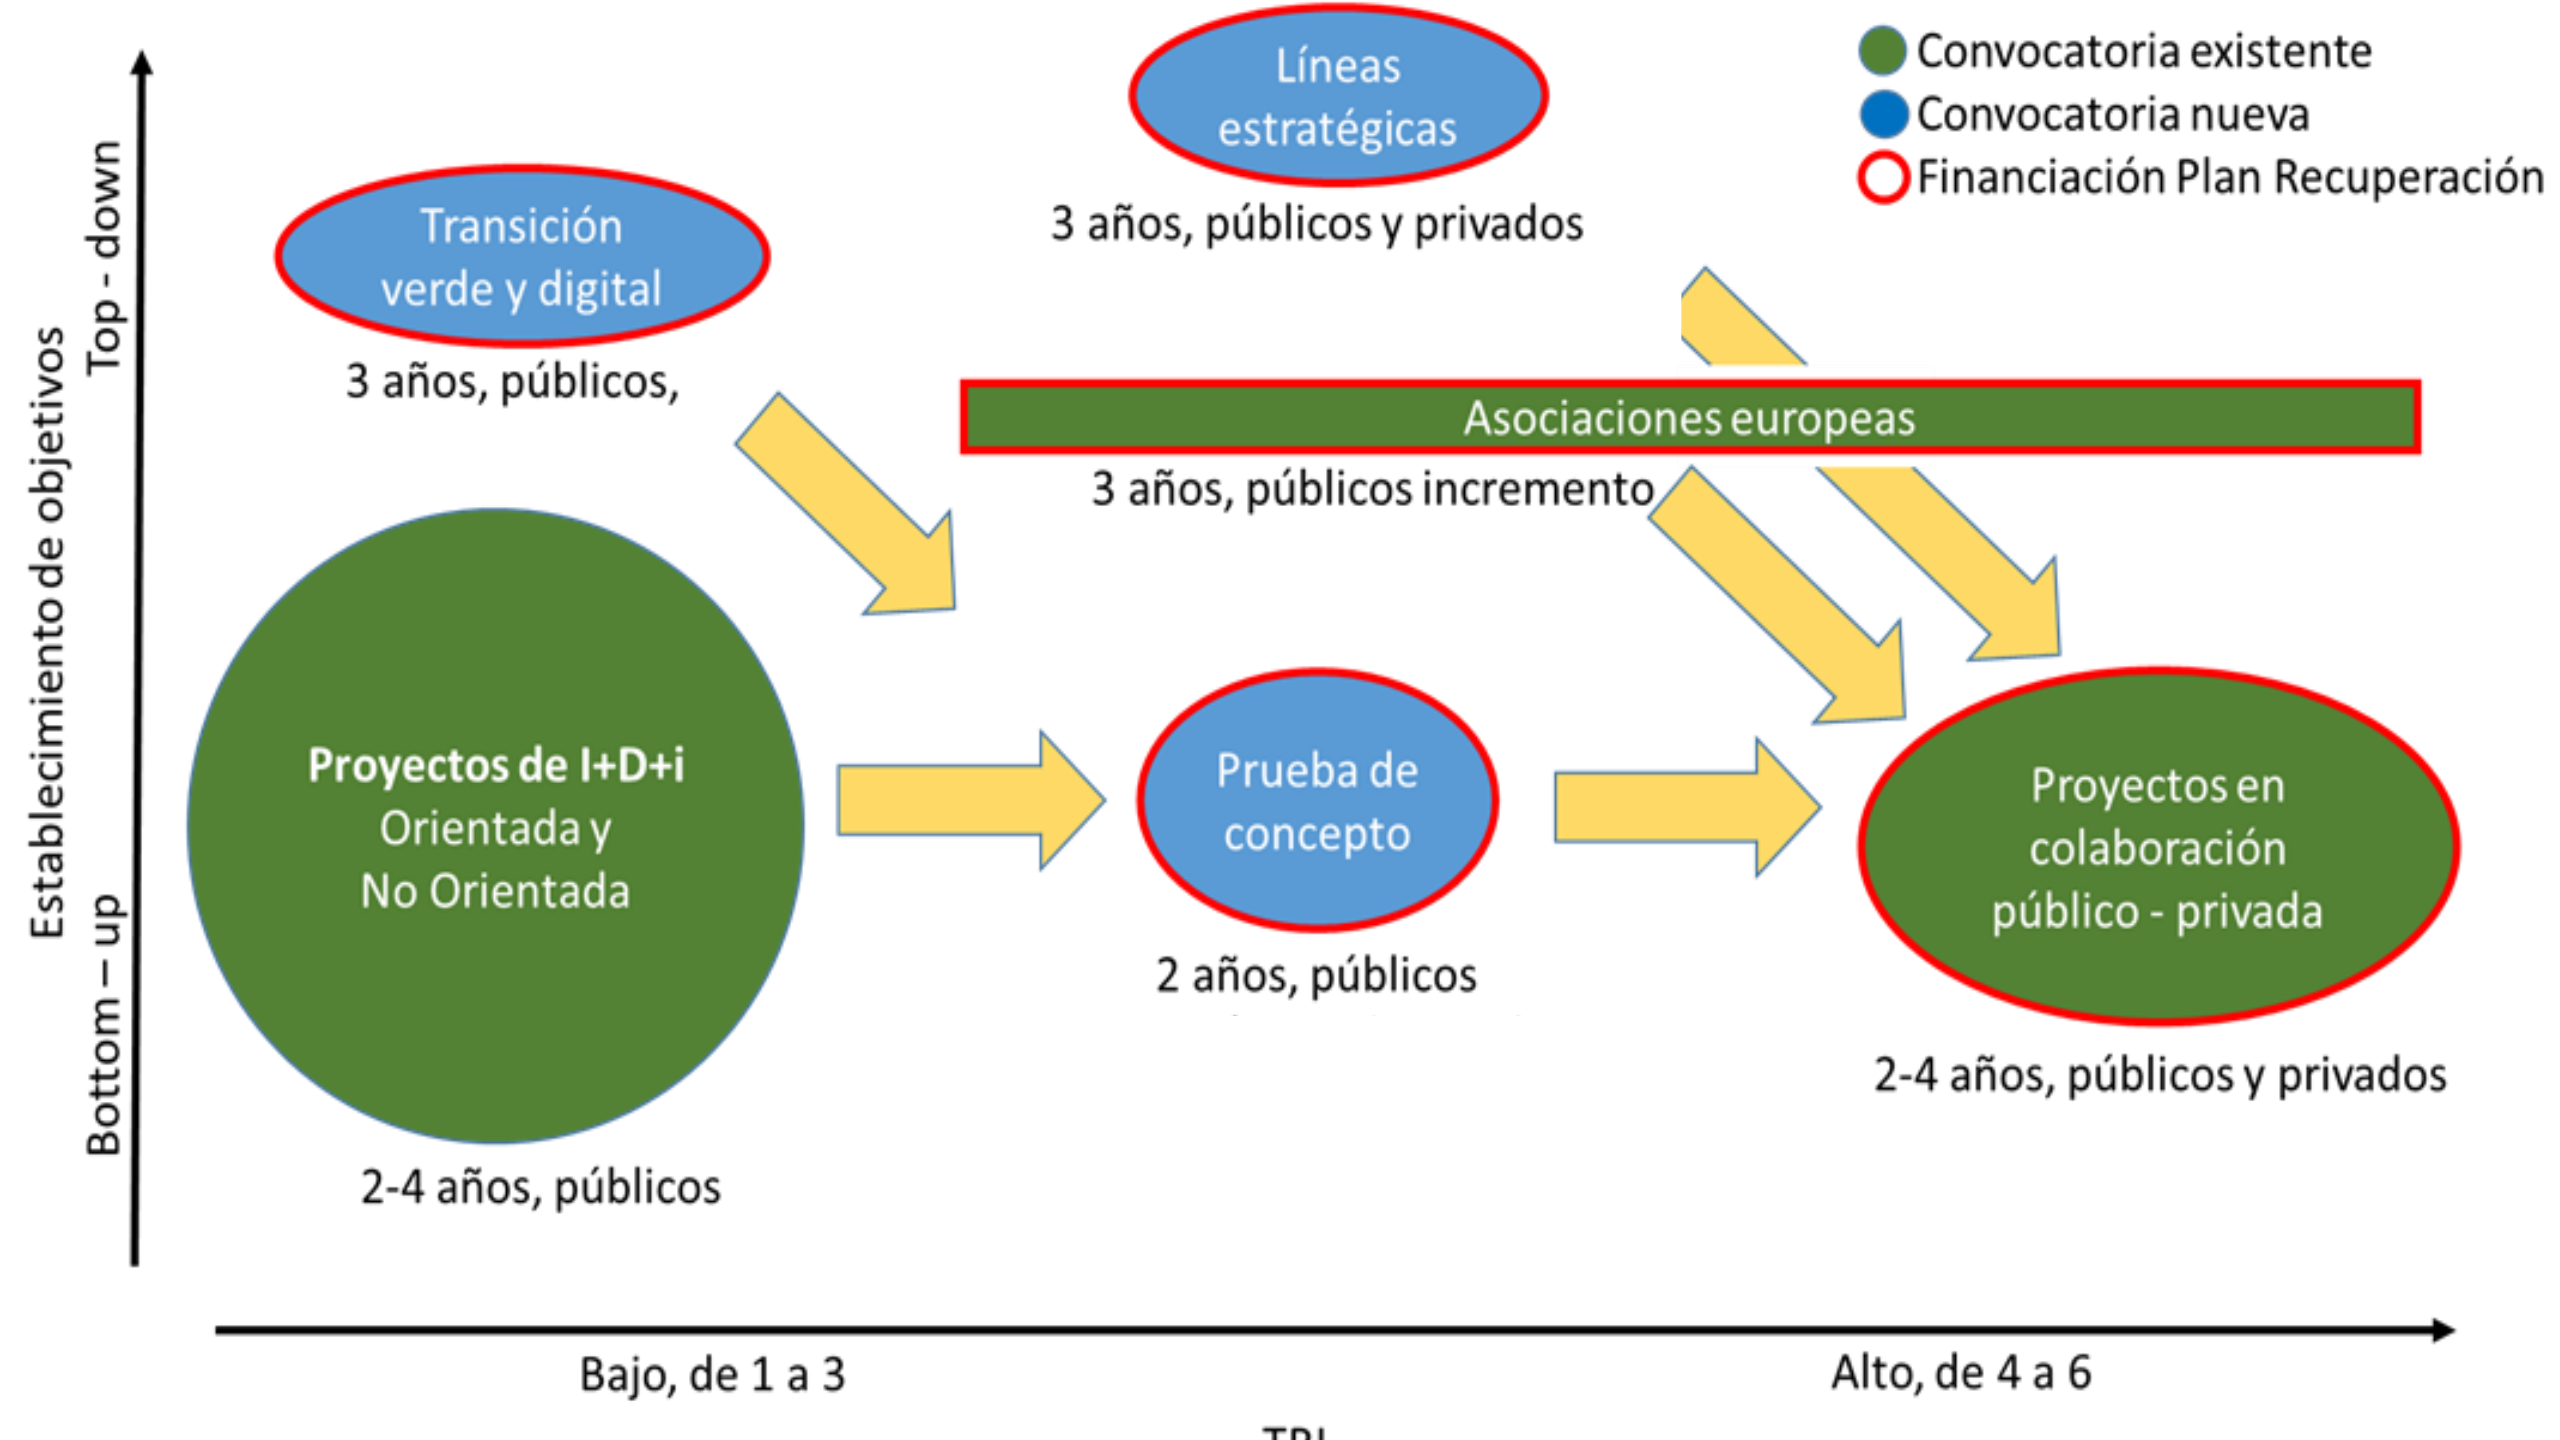 Líneas
estratégicas
3 años, públicos y privados
Convocatoria existente
Convocatoria nueva
Financiación Plan Recuperación
Establecimiento de objetivos
Top - down
Bottom – up
Transición
verde y digital
3 años, públicos,
Asociaciones europeas
3 años, públicos incremento
Proyectos de I+D+i
Orientada y
No Orientada
2-4 años, públicos
Prueba de
concepto
2 años, públicos
Proyectos en
colaboración
público - privada
2-4 años, públicos y privados
Bajo, de 1 a 3
Alto, de 4 a 6